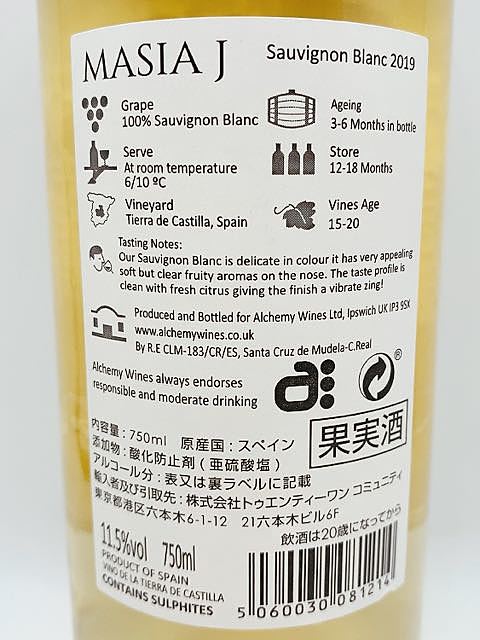 MASIA J
Sauvignon Blanc 2019
Grape
100% Sauvignon Blanc
Ageing
3-6 Months in bottle
Serve
At room temperature
6/10 ºC
Store
12-18 Months
Vineyard
Tierra de Castilla, Spain
Vines Age
15-20
Tasting Notes:
Our Sauvignon Blanc is delicate in colour it has very appealing
soft but clear fruity aromas on the nose. The taste profile is
clean with fresh citrus giving the finish a vibrate zing!
Produced and Bottled for Alchemy Wines Ltd, Ipswich UK IP3 9SX
www.alchemywines.co.uk
By R.E CLM-183/CR/ES, Santa Cruz de Mudela-C.Real
Alchemy Wines always endorses
responsible and moderate drinking
a:
®
内容量：750ml 原産国：スペイン
添加物：酸化防止剤（亜硫酸塩）
果実酒
アルコール分：表又は裏ラベルに記載
輸入者及び引取先：株式会社トゥエンティーワン コミュニティ
東京都港区六本木6-1-12 21六本木ビル6F
飲酒は20歳になってから
11.5%vol 750ml
PRODUCT OF SPAIN
VINO DE LA TIERRA DE CASTILLA
CONTAINS SULPHITES
5 060030 081214